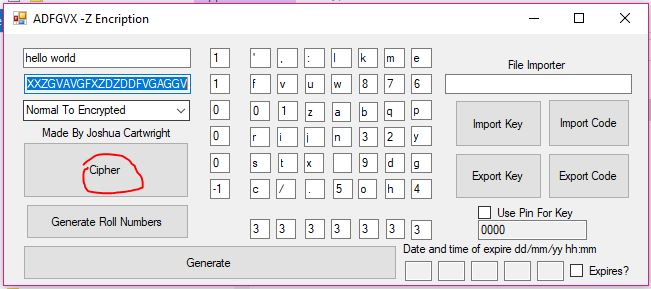 ADFGVX -Z Encription
hello world
XXZGVAVGFXZDZDDFVGAGGV
Normal To Encrypted
Made By Joshua Cartwright
Cipher
Generate Roll Numbers
Generate
1 ' , : l k m e
1 f v u w 8 7 6
0 0 1 z a b q p
0 r i j n 3 2 y
0 s t x 9 d g
-1 c / . 5 o h 4
3 3 3 3 3 3 3
File Importer
Import Key Import Code
Export Key Export Code
Use Pin For Key
0000
Date and time of expire dd/mm/yy hh:mm
Expires?